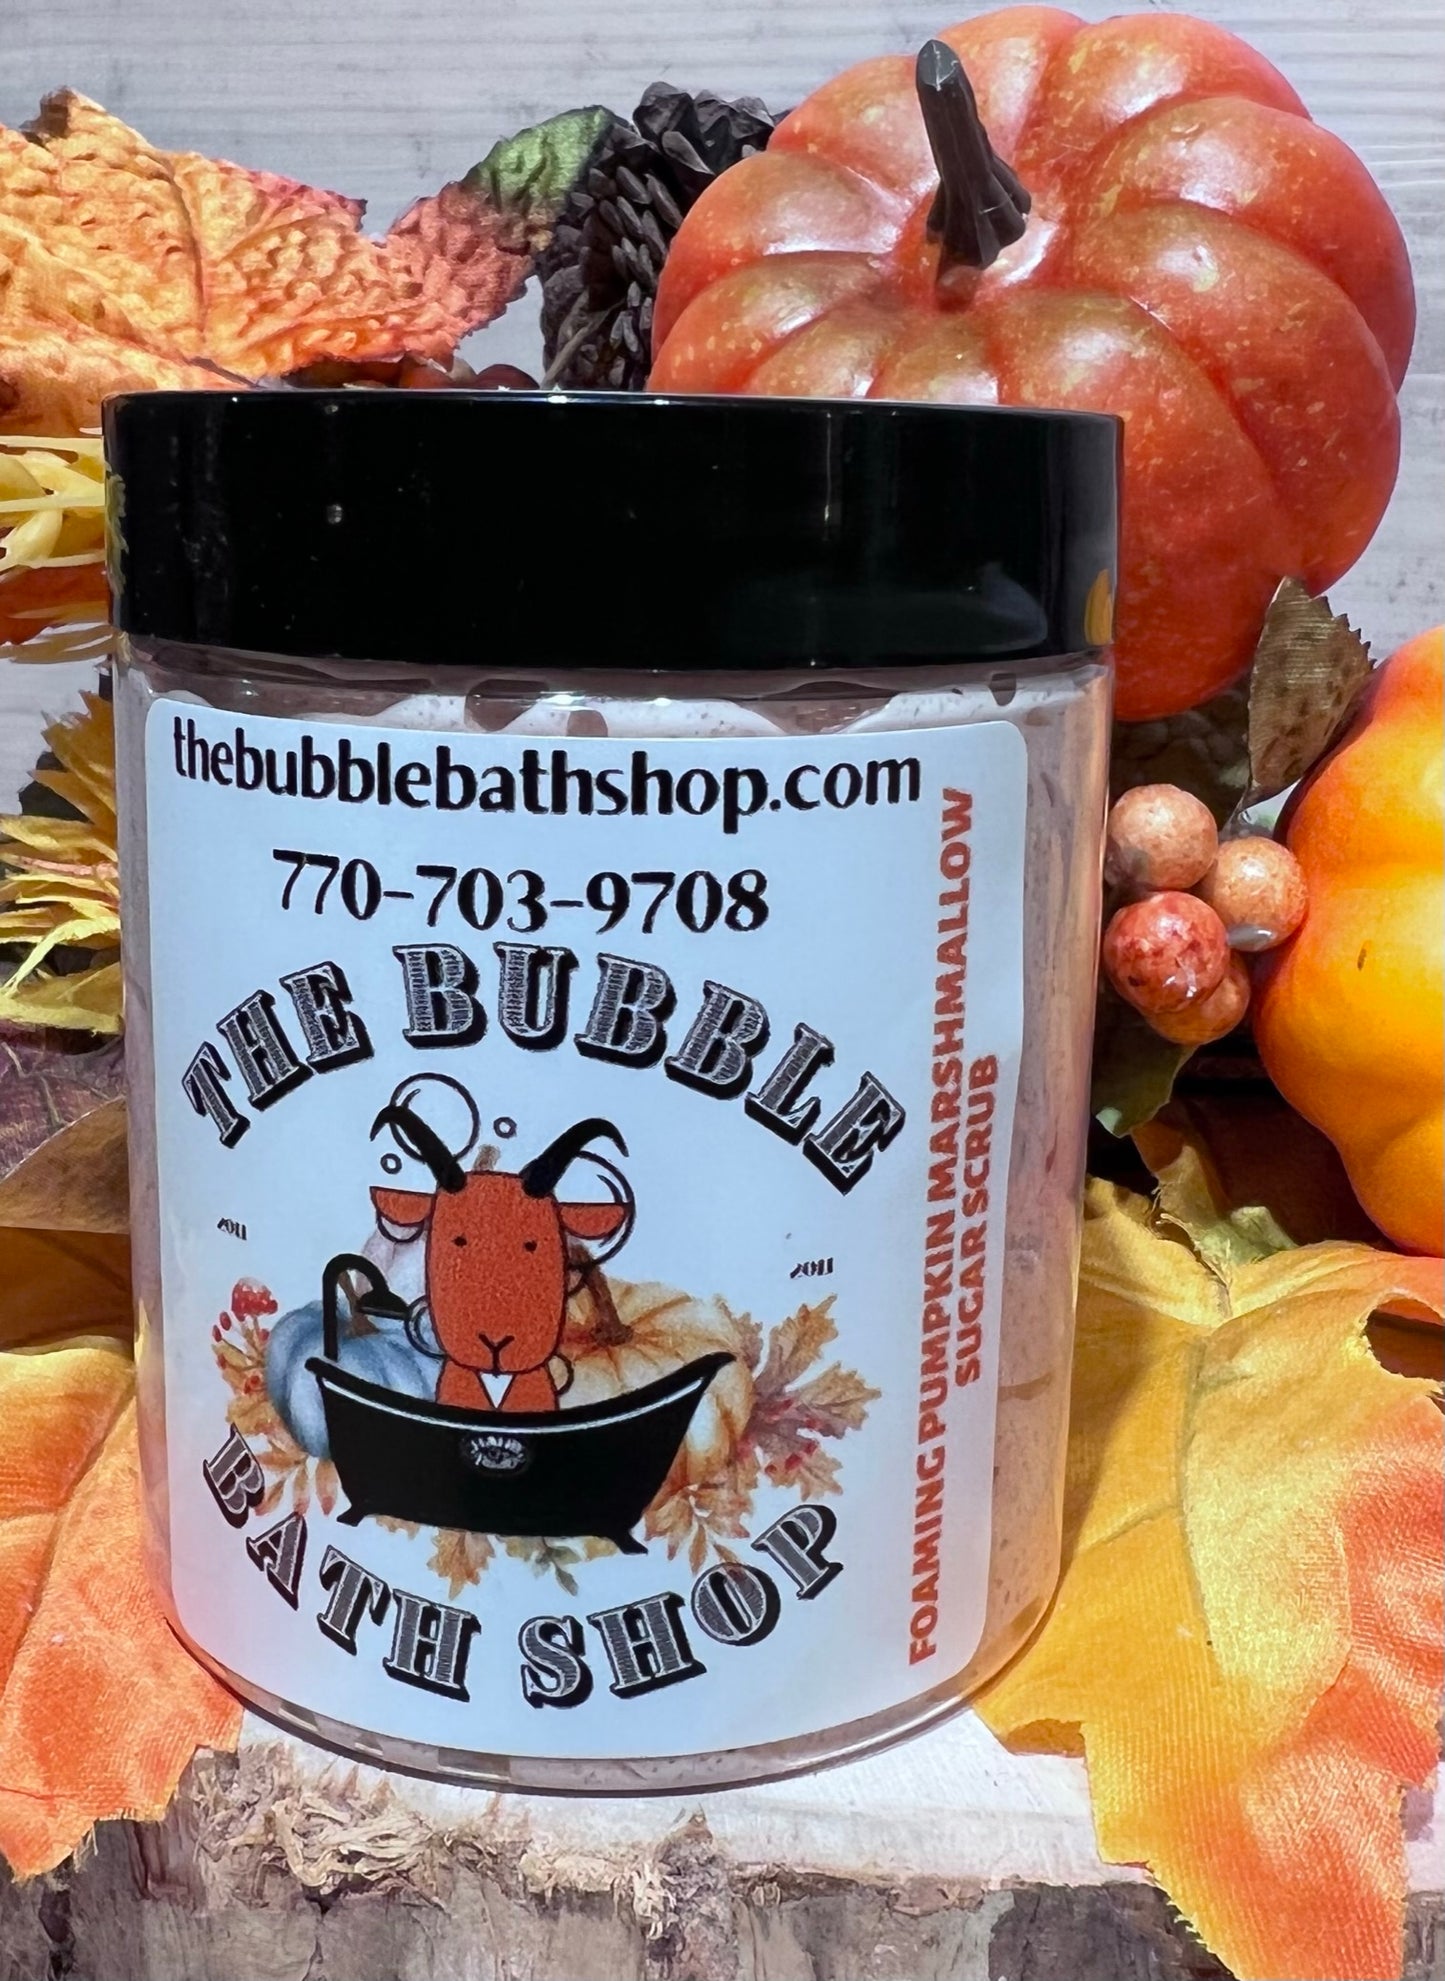 thebubblebathshop.com
770-703-9708
THE BUBBLE
2011
2011
BATH SHOP
FOAMING PUMPKIN MARSHMALLOW
SUGAR SCRUB